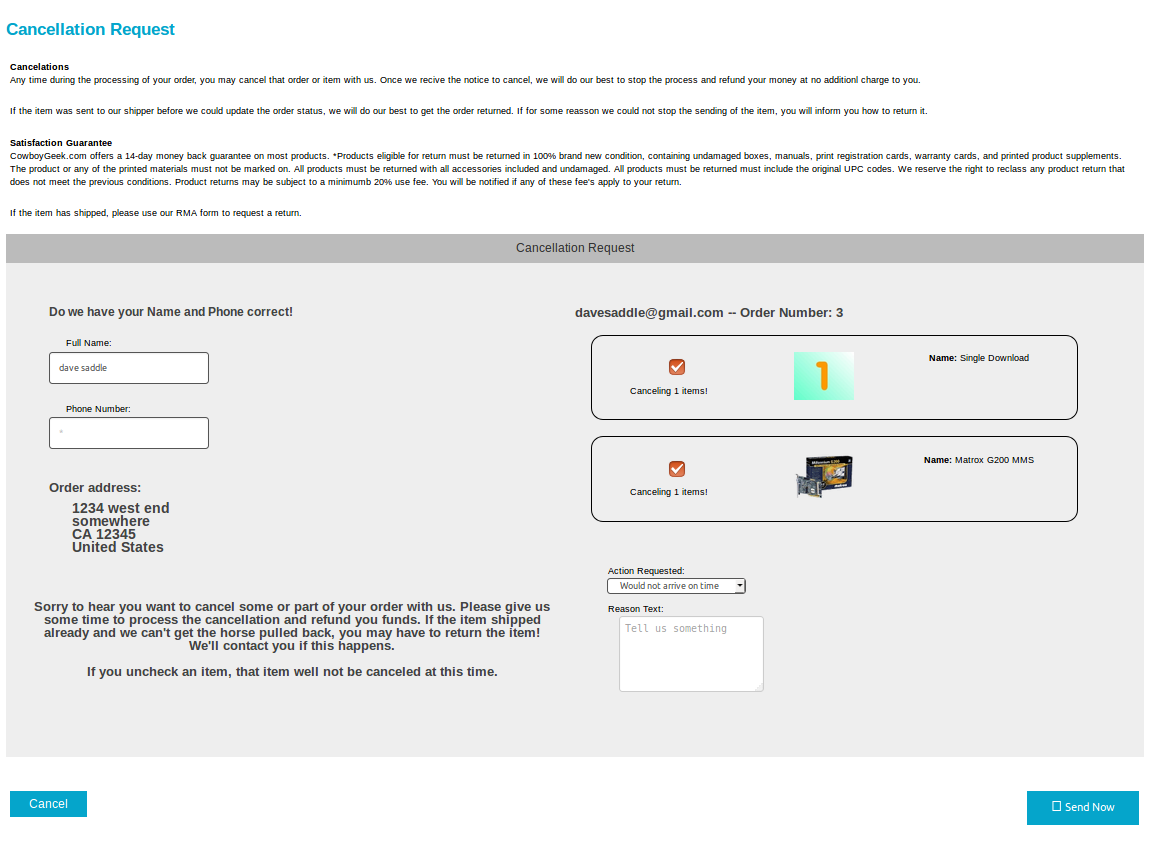 Cancellation Request
Cancelations
Any time during the processing of your order, you may cancel that order or item with us. Once we recive the notice to cancel, we will do our best to stop the process and refund your money at no additionl charge to you.
If the item was sent to our shipper before we could update the order status, we will do our best to get the order returned. If for some reasson we could not stop the sending of the item, you will inform you how to return it.
Satisfaction Guarantee
CowboyGeek.com offers a 14-day money back guarantee on most products. *Products eligible for return must be returned in 100% brand new condition, containing undamaged boxes, manuals, print registration cards, warranty cards, and printed product supplements.
The product or any of the printed materials must not be marked on. All products must be returned with all accessories included and undamaged. All products must be returned must include the original UPC codes. We reserve the right to reclass any product return that
does not meet the previous conditions. Product returns may be subject to a minimumb 20% use fee. You will be notified if any of these fee's apply to your return.
If the item has shipped, please use our RMA form to request a return.
Cancellation Request
Do we have your Name and Phone correct!
Full Name:
dave saddle
Phone Number:
*
Order address:
1234 west end
somewhere
CA 12345
United States
Sorry to hear you want to cancel some or part of your order with us. Please give us
some time to process the cancellation and refund you funds. If the item shipped
already and we can't get the horse pulled back, you may have to return the item!
We'll contact you if this happens.
If you uncheck an item, that item well not be canceled at this time.
davesaddle@gmail.com -- Order Number: 3
Canceling 1 items!
1
Name: Single Download
Canceling 1 items!
Name: Matrox G200 MMS
Action Requested:
Would not arrive on time
Reason Text:
Tell us something
Cancel
Send Now